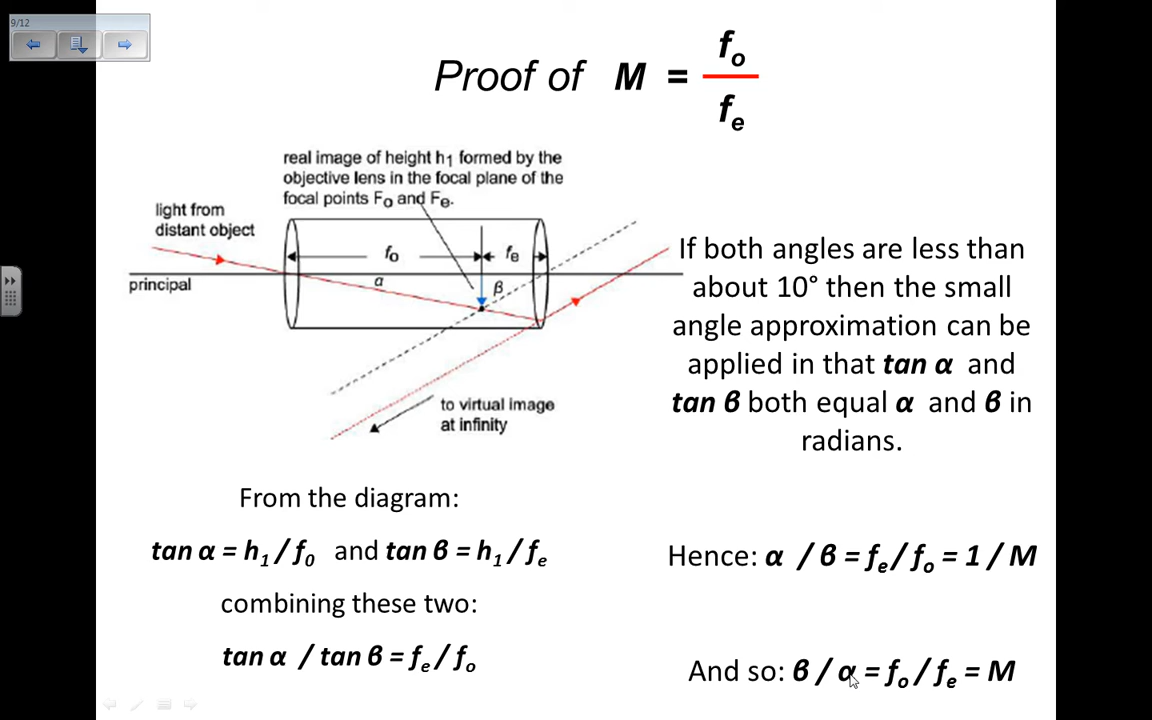 9/12
Proof of M = fₒ / fₑ
real image of height h₁ formed by the
objective lens in the focal plane of the
focal points Fₒ and Fₑ.
light from
distant object
principal
fₒ
fₑ
α
β
to virtual image
at infinity
If both angles are less than
about 10° then the small
angle approximation can be
applied in that tan α and
tan β both equal α and β in
radians.
From the diagram:
tan α = h₁ / f₀ and tan β = h₁ / fₑ
combining these two:
tan α / tan β = fₑ / fₒ
Hence: α / β = fₑ / fₒ = 1 / M
And so: β / α = fₒ / fₑ = M